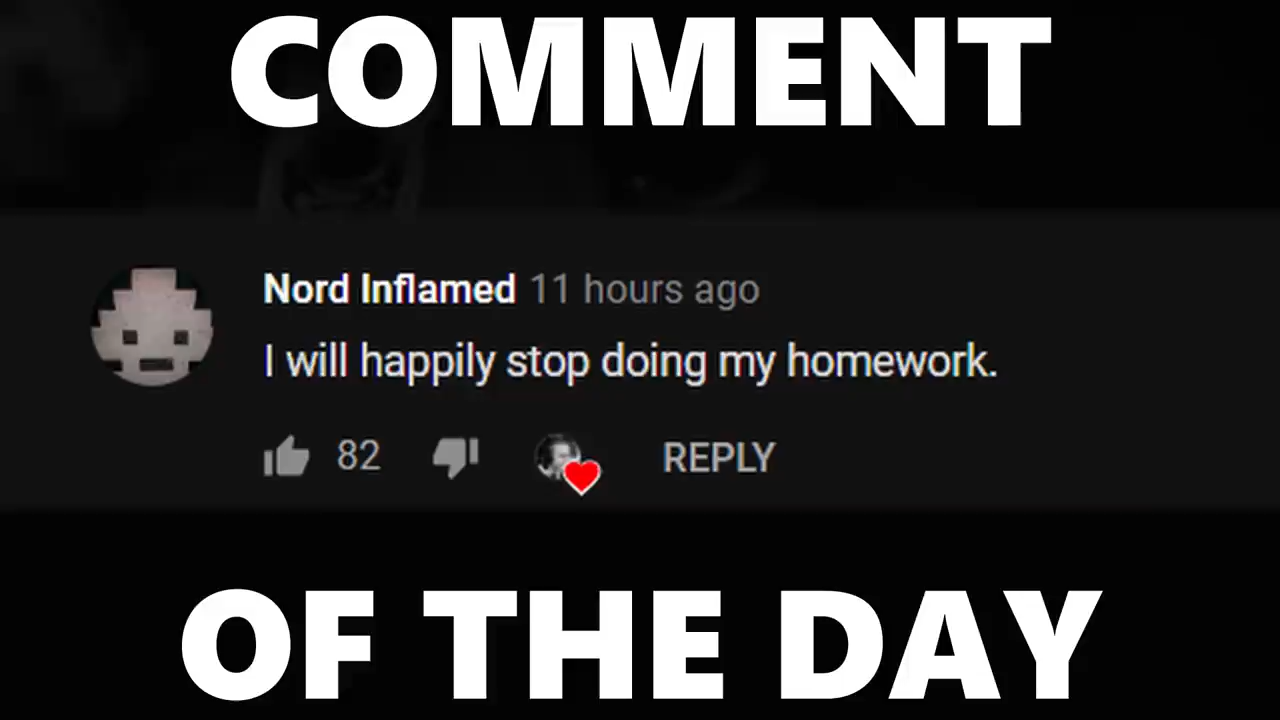 COMMENT
Nord Inflamed 11 hours ago
I will happily stop doing my homework.
82 REPLY
OF THE DAY